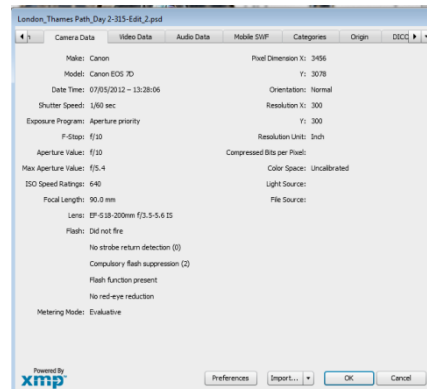 London_Thames Path_Day 2-315-Edit_2.psd
Camera Data Video Data Audio Data Mobile SWF Categories Origin DICO
Make: Canon
Model: Canon EOS 7D
Date Time: 07/05/2012 – 13:28:06
Shutter Speed: 1/60 sec
Exposure Program: Aperture priority
F-Stop: f/10
Aperture Value: f/10
Max Aperture Value: f/5.4
ISO Speed Ratings: 640
Focal Length: 90.0 mm
Lens: EF-S18-200mm f/3.5-5.6 IS
Flash: Did not fire
No strobe return detection (0)
Compulsory flash suppression (2)
Flash function present
No red-eye reduction
Metering Mode: Evaluative
Pixel Dimension X: 3456
Y: 3078
Orientation: Normal
Resolution X: 300
Y: 300
Resolution Unit: Inch
Compressed Bits per Pixel:
Color Space: Uncalibrated
Light Source:
File Source:
Powered By
xmp
Preferences Import... OK Cancel